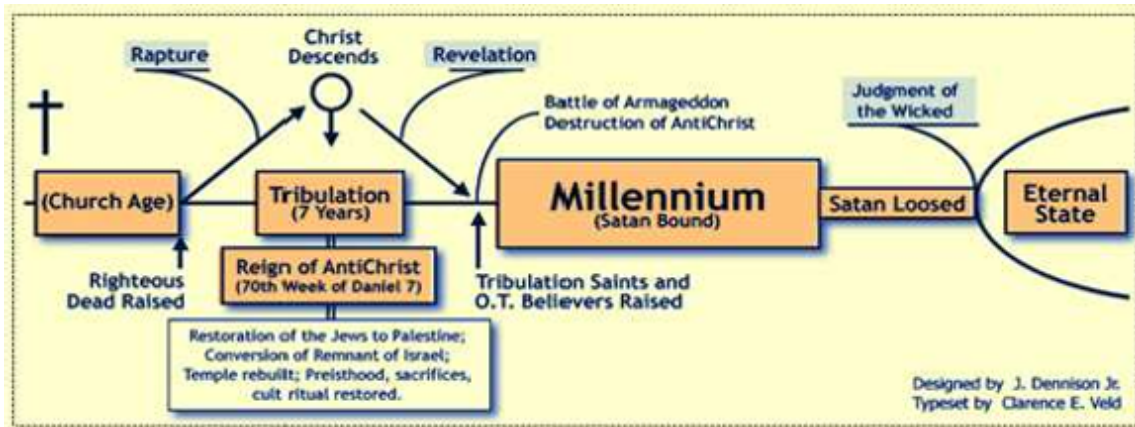 Christ
Descends
Rapture
Revelation
Judgment of
the Wicked
Battle of Armageddon
Destruction of AntiChrist
(Church Age)
Tribulation
(7 Years)
Millennium
(Satan Bound)
Satan Loosed
Eternal
State
Righteous
Dead Raised
Reign of AntiChrist
(70th Week of Daniel 7)
Tribulation Saints and
O.T. Believers Raised
Restoration of the Jews to Palestine;
Conversion of Remnant of Israel;
Temple rebuilt; Preisthood, sacrifices,
cult ritual restored.
Designed by J. Dennison Jr.
Typeset by Clarence E. Veld